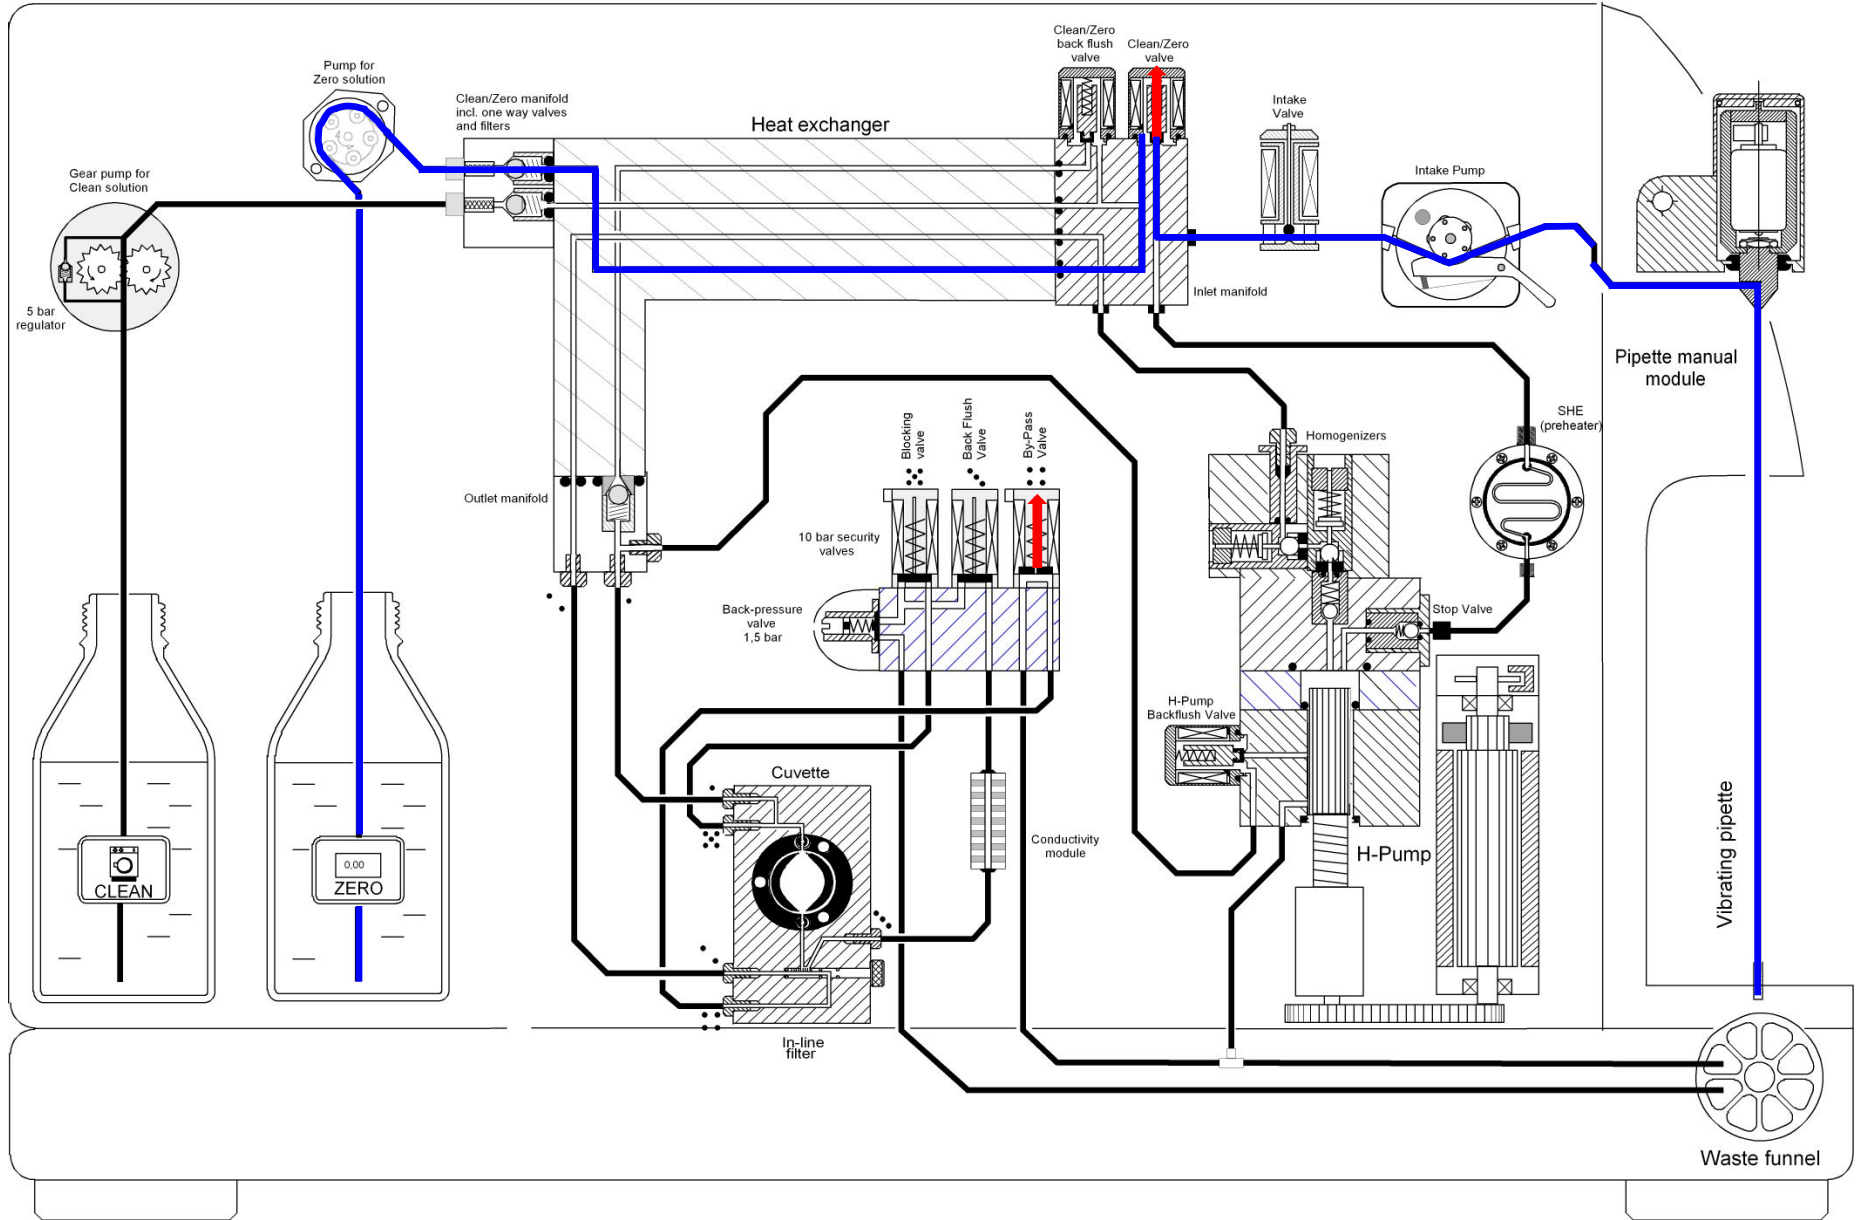 Clean/Zero
back flush
valve
Clean/Zero
valve
Pump for
Zero solution
Clean/Zero manifold
incl. one way valves
and filters
Heat exchanger
Intake
Valve
Gear pump for
Clean solution
Intake Pump
5 bar
regulator
Inlet manifold
Pipette manual
module
SHE
(preheater)
Blocking
valve
Back Flush
Valve
By-Pass
Valve
Homogenizers
Outlet manifold
10 bar security
valves
Back-pressure
valve
1,5 bar
Stop Valve
H-Pump
Backflush Valve
Cuvette
Conductivity
module
H-Pump
Vibrating pipette
CLEAN
0,00
ZERO
In-line
filter
Waste funnel